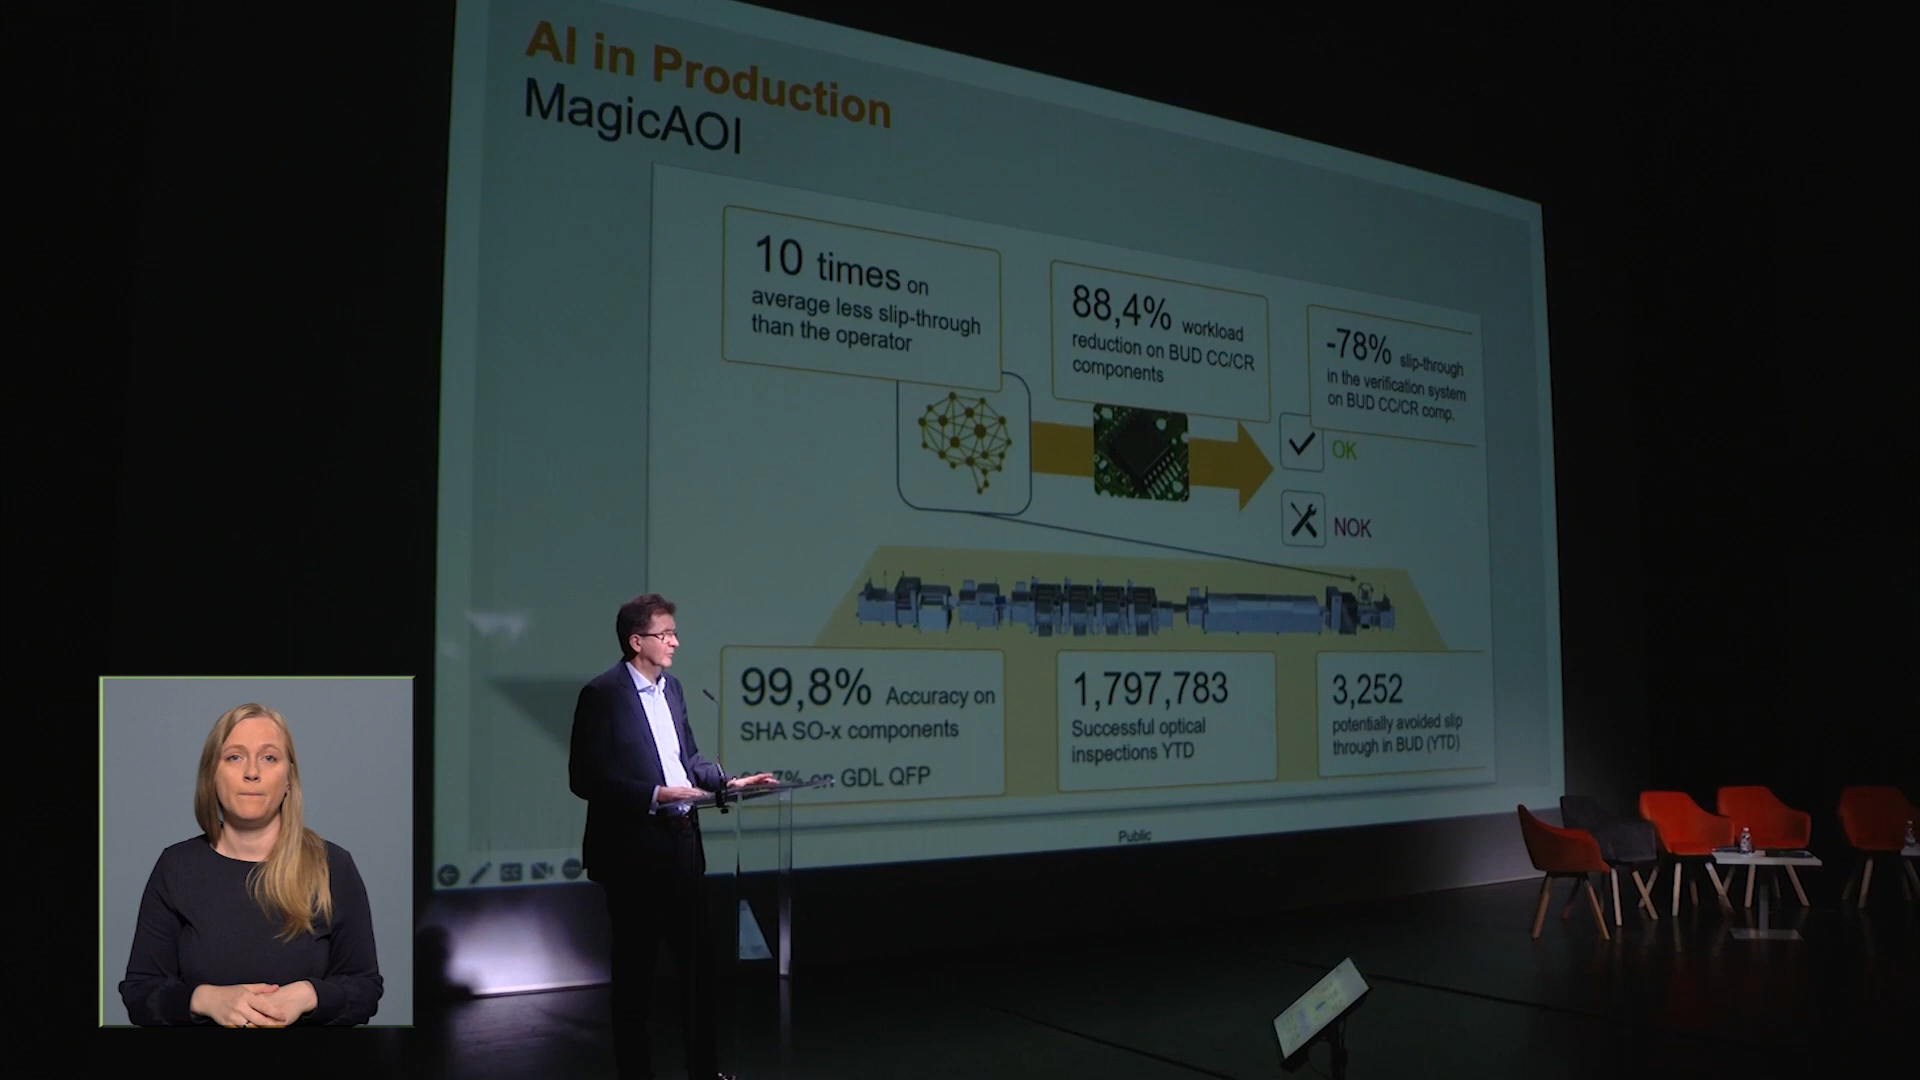 AI in Production
MagicAOI
10 times on
average less slip-through
than the operator
88,4% workload
reduction on BUD CC/CR
components
-78% slip-through
in the verification system
on BUD CC/CR comp.
OK
NOK
99,8% Accuracy on
SHA SO-x components
on GDL QFP
1,797,783
Successful optical
inspections YTD
3,252
potentially avoided slip
through in BUD (YTD)
Public